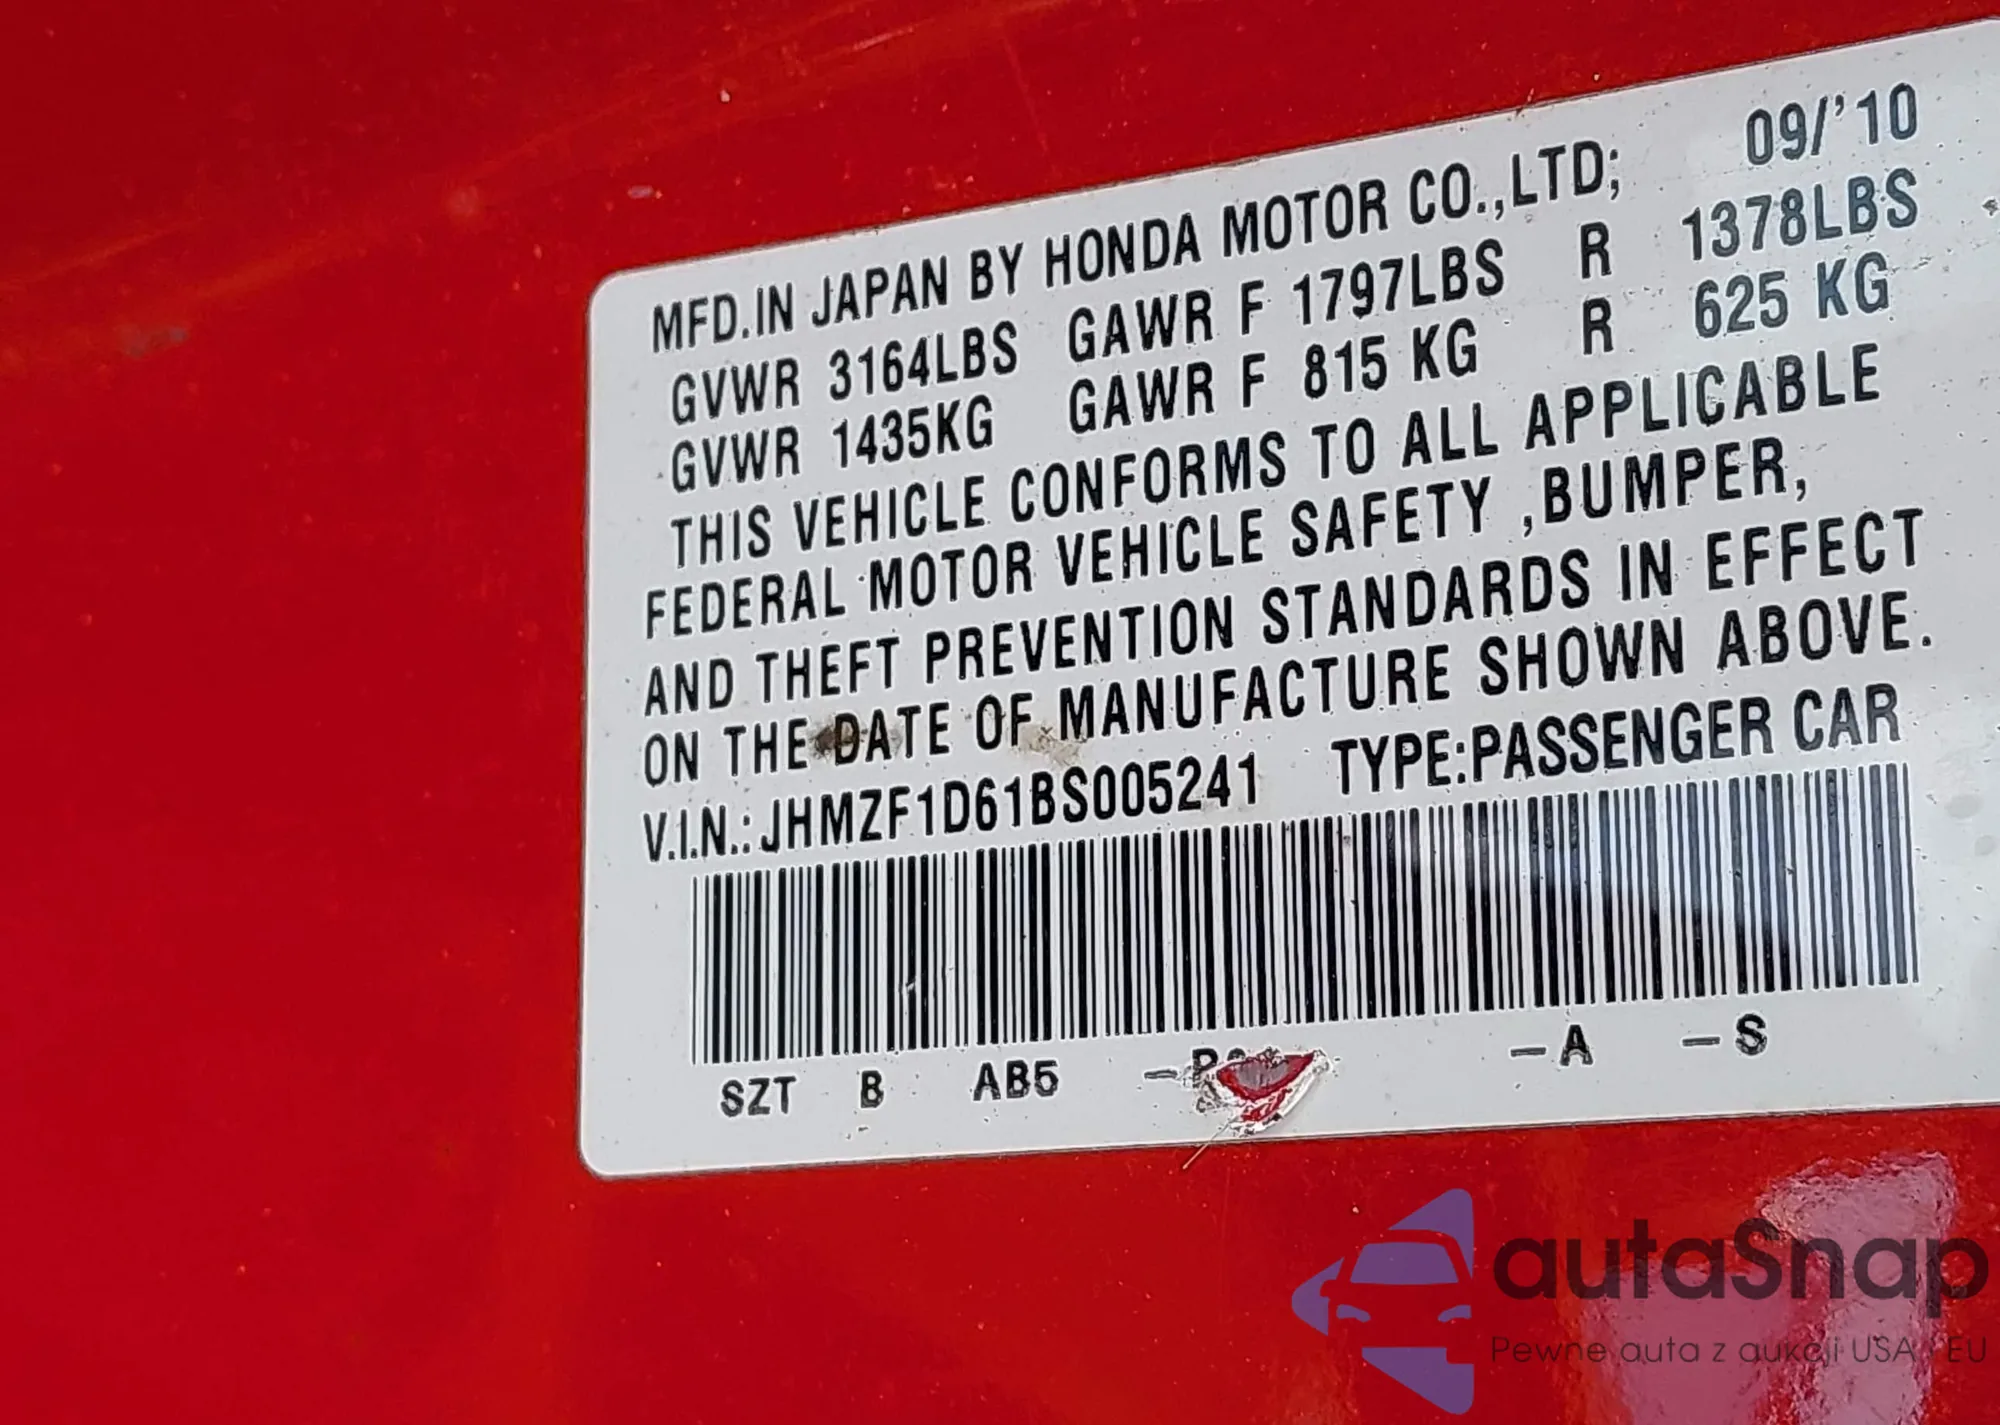 MFD.IN JAPAN BY HONDA MOTOR CO.,LTD; 09/'10
GVWR 3164LBS GAWR F 1797LBS R 1378LBS
GVWR 1435KG GAWR F 815 KG R 625 KG
THIS VEHICLE CONFORMS TO ALL APPLICABLE
FEDERAL MOTOR VEHICLE SAFETY ,BUMPER,
AND THEFT PREVENTION STANDARDS IN EFFECT
ON THE DATE OF MANUFACTURE SHOWN ABOVE.
V.I.N.: JHMZF1D61BS005241 TYPE:PASSENGER CAR
SZT B AB5 – –A –S
autaSnap
Pewne auta z aukcji USA i EU